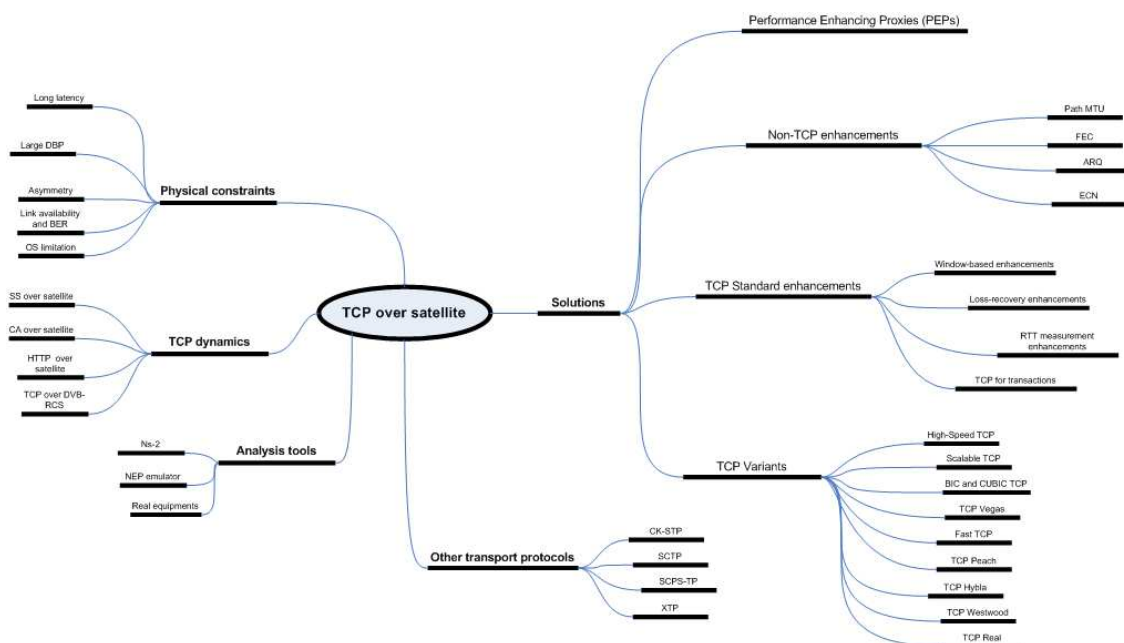 Performance Enhancing Proxies (PEPs)
Long latency
Large DBP
Asymmetry
Link availability
and BER
OS limitation
Physical constraints
Path MTU
FEC
ARQ
ECN
Non-TCP enhancements
SS over satellite
CA over satellite
HTTP over
satellite
TCP over DVB-
RCS
TCP dynamics
TCP over satellite
Solutions
TCP Standard enhancements
Window-based enhancements
Loss-recovery enhancements
RTT measurement
enhancements
TCP for transactions
Ns-2
NEP emulator
Real equipments
Analysis tools
Other transport protocols
CK-STP
SCTP
SCPS-TP
XTP
TCP Variants
High-Speed TCP
Scalable TCP
BIC and CUBIC TCP
TCP Vegas
Fast TCP
TCP Peach
TCP Hybla
TCP Westwood
TCP Real